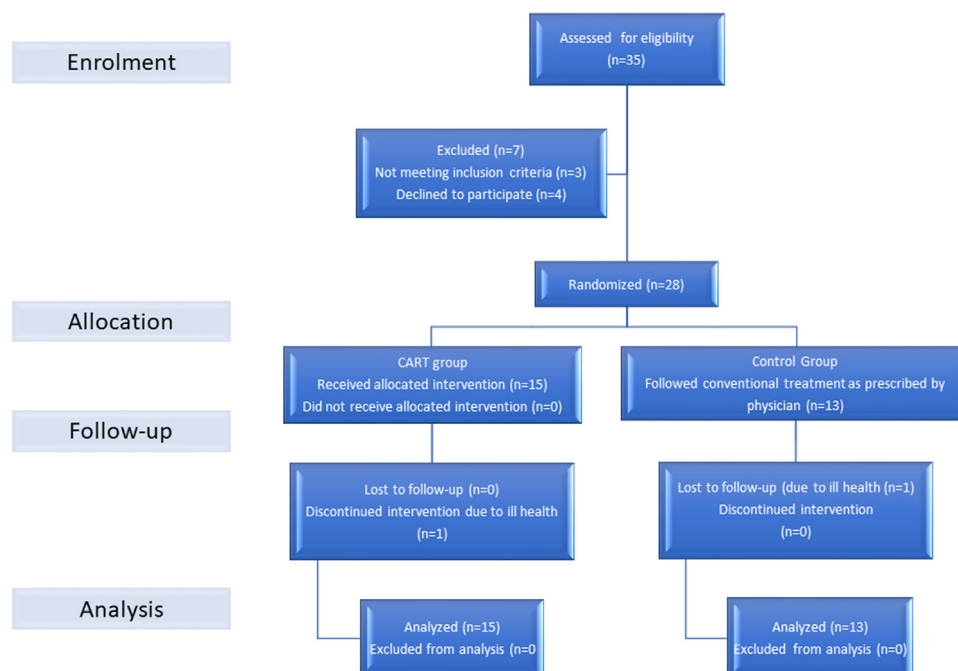 Enrolment
Assessed for eligibility
(n=35)
Excluded (n=7)
Not meeting inclusion criteria (n=3)
Declined to participate (n=4)
Randomized (n=28)
Allocation
CART group
Received allocated intervention (n=15)
Did not receive allocated intervention (n=0)
Control Group
Followed conventional treatment as prescribed by
physician (n=13)
Follow-up
Lost to follow-up (n=0)
Discontinued intervention due to ill health
(n=1)
Lost to follow-up (due to ill health (n=1)
Discontinued intervention
(n=0)
Analysis
Analyzed (n=15)
Excluded from analysis (n=0
Analyzed (n=13)
Excluded from analysis (n=0)